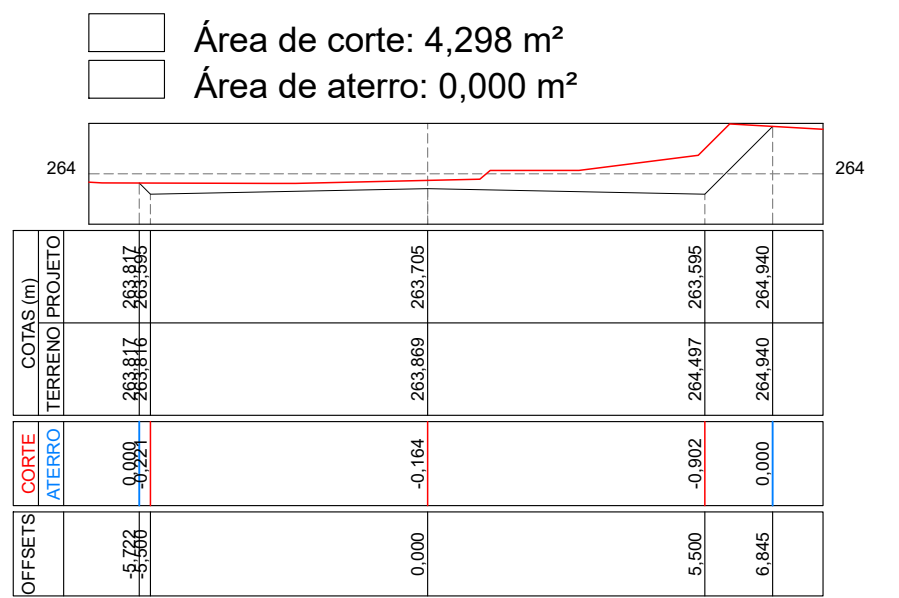 Área de corte: 4,298 m²
Área de aterro: 0,000 m²
264
264
COTAS (m)
PROJETO
263,817
263,595
263,705
263,595
264,940
TERRENO
263,817
263,816
263,869
264,497
264,940
CORTE
ATERRO
0,000
-0,221
-0,164
-0,902
0,000
OFFSETS
-5,722
-5,500
0,000
5,500
6,845